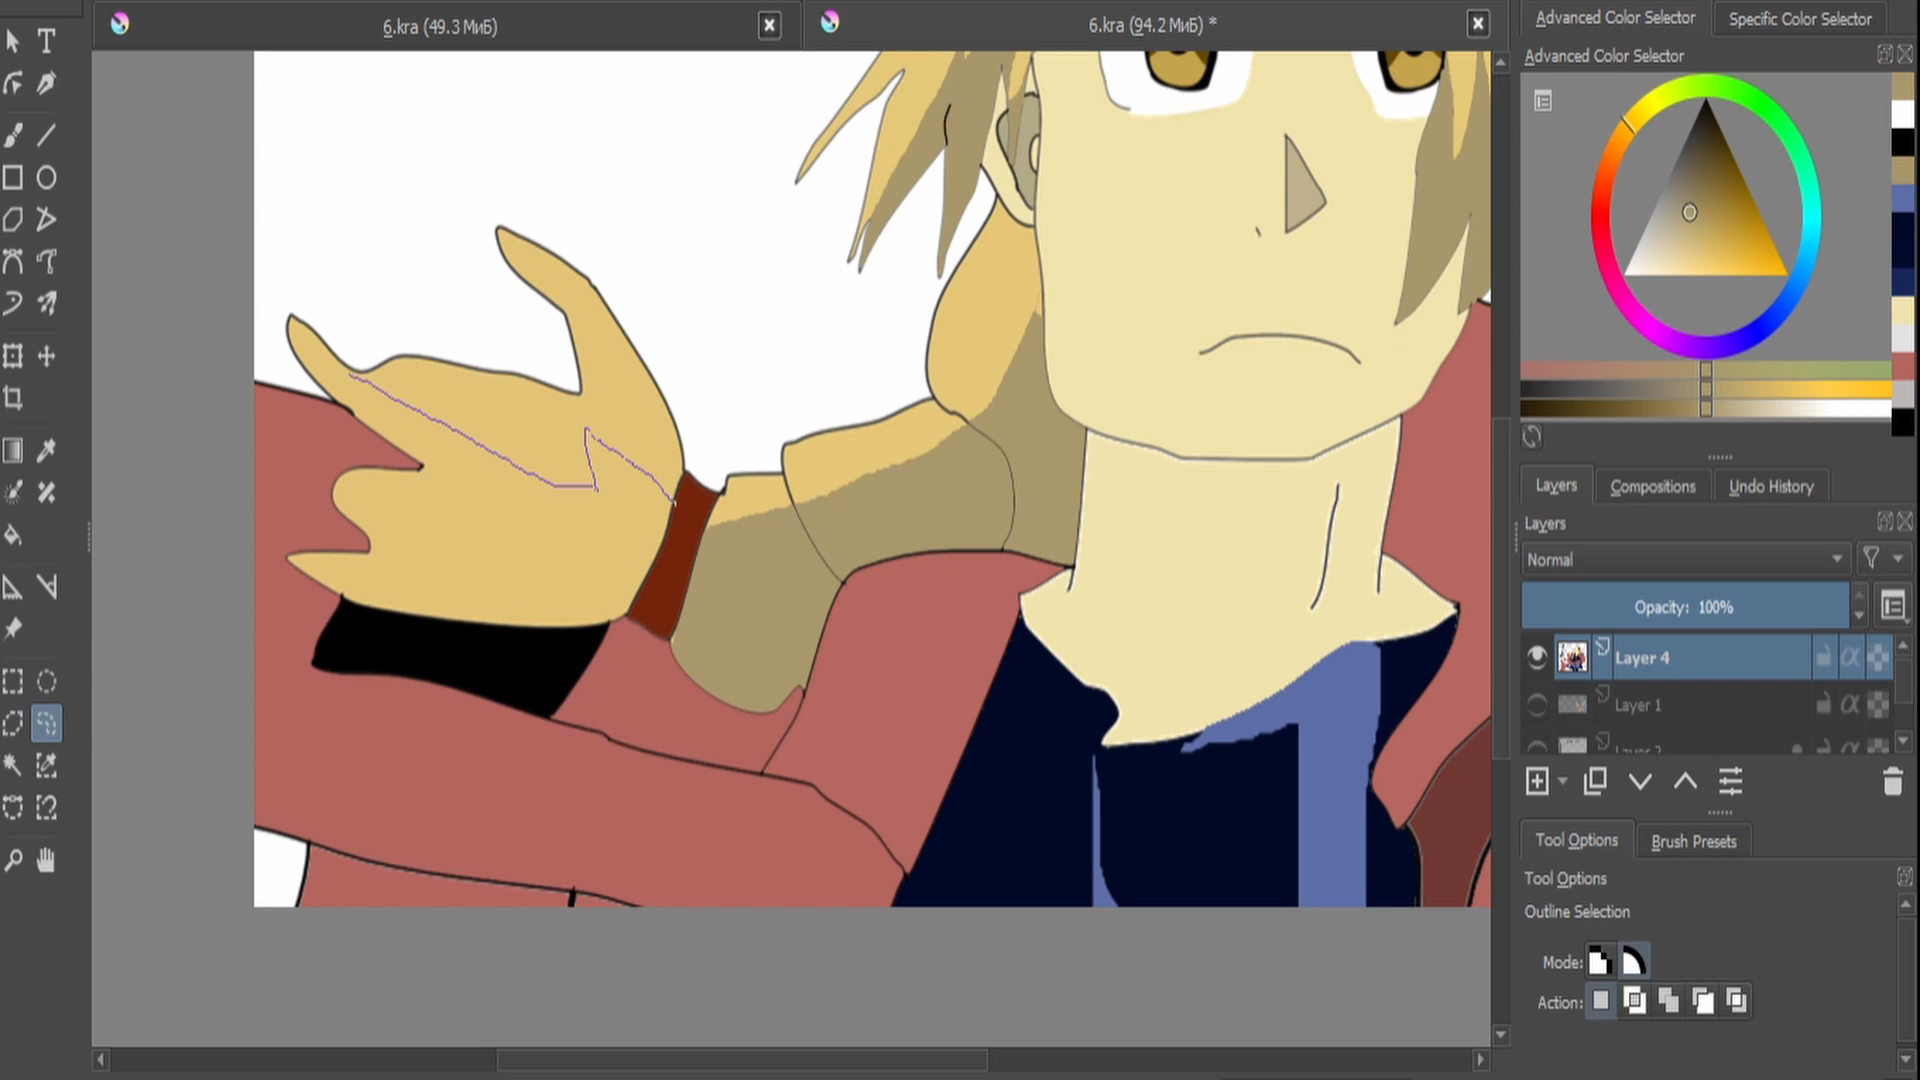 6.kra (49.3 МиБ)
6.kra (94.2 МиБ) *
Advanced Color Selector
Specific Color Selector
Advanced Color Selector
Layers
Compositions
Undo History
Layers
Normal
Opacity: 100%
Layer 4
Layer 1
Tool Options
Brush Presets
Tool Options
Outline Selection
Mode:
Action: